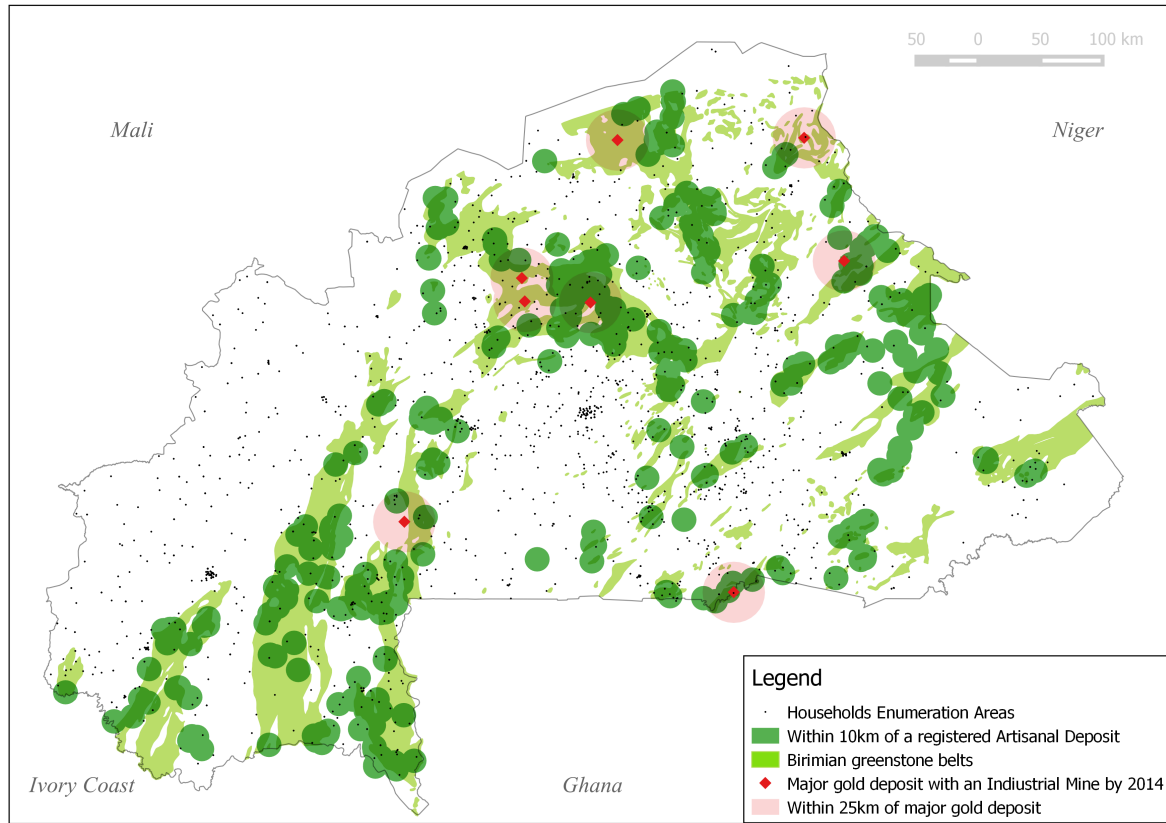 50 0 50 100 km
Mali
Niger
Legend
Households Enumeration Areas
Within 10km of a registered Artisanal Deposit
Birimian greenstone belts
Major gold deposit with an Indiustrial Mine by 2014
Within 25km of major gold deposit
Ivory Coast
Ghana